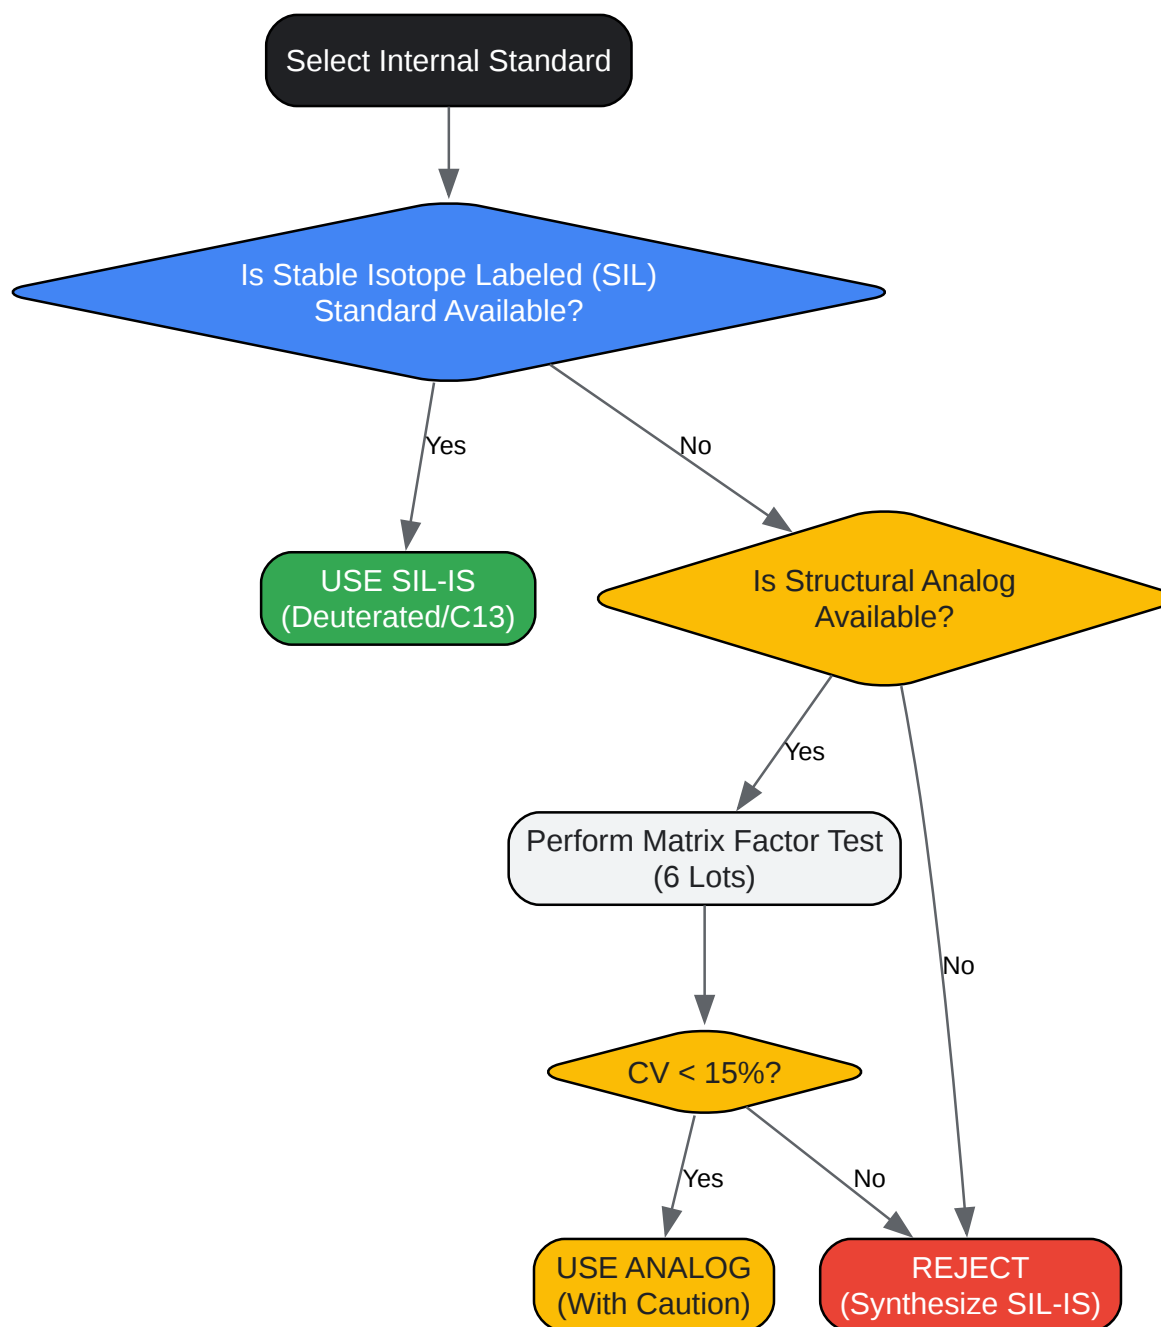 Select Internal Standard
Is Stable Isotope Labeled (SIL)
Standard Available?
Yes
No
USE SIL-IS
(Deuterated/C13)
Is Structural Analog
Available?
Yes
Perform Matrix Factor Test
(6 Lots)
No
CV < 15%?
Yes
No
USE ANALOG
(With Caution)
REJECT
(Synthesize SIL-IS)